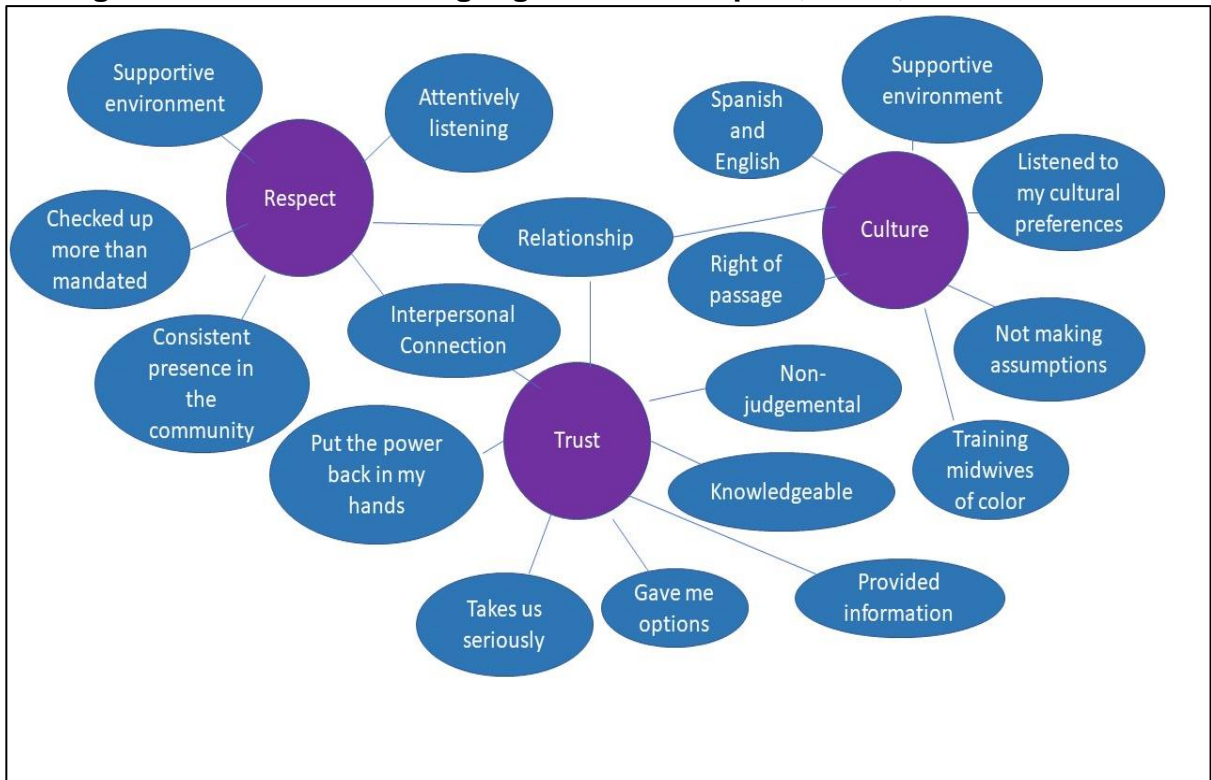 Supportive
environment
Attentively
listening
Respect
Checked up
more than
mandated
Consistent
presence in
the
community
Interpersonal
Connection
Relationship
Supportive
environment
Spanish
and
English
Listened to
my cultural
preferences
Culture
Right of
passage
Not making
assumptions
Training
midwives
of color
Trust
Non-
judgemental
Knowledgeable
Provided
information
Gave me
options
Takes us
seriously
Put the power
back in my
hands